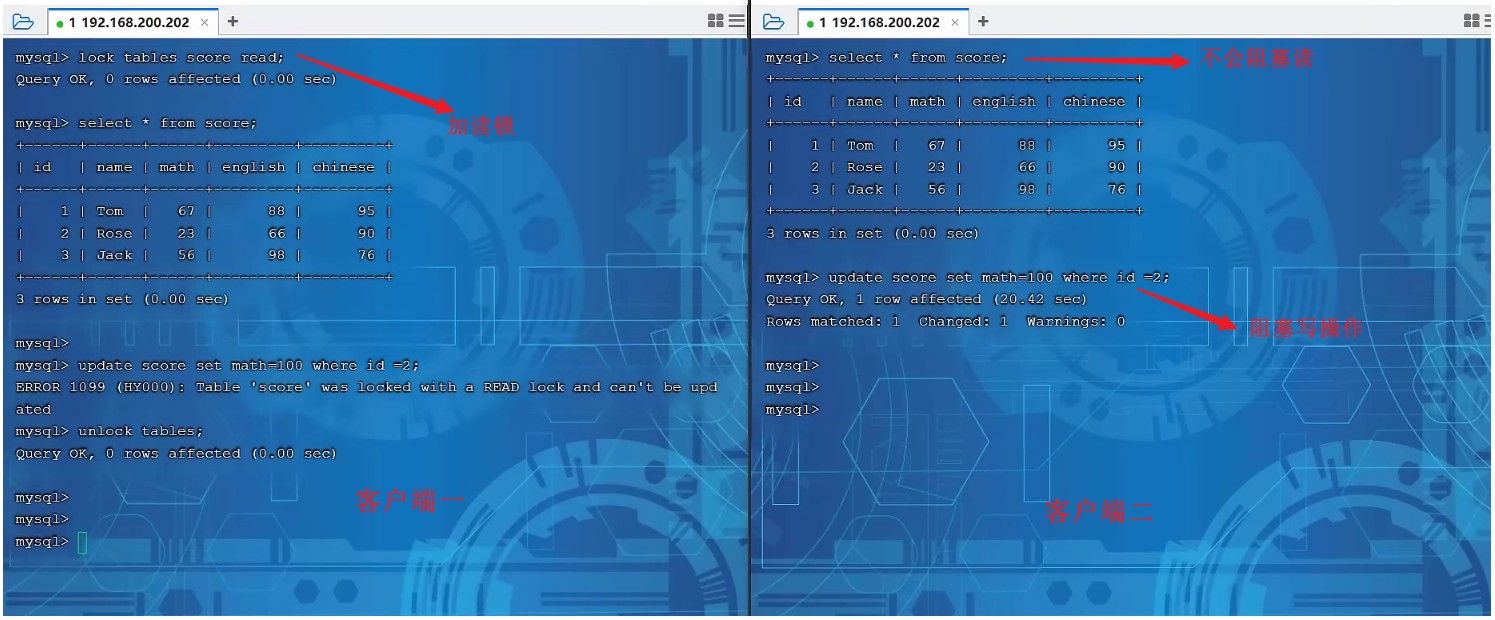 1 192.168.200.202 × +
mysql> lock tables score read;
Query OK, 0 rows affected (0.00 sec)
加读锁
mysql> select * from score;
+------+------+------+---------+---------+
| id   | name | math | english | chinese |
+------+------+------+---------+---------+
|    1 | Tom  |   67 |      88 |      95 |
|    2 | Rose |   23 |      66 |      90 |
|    3 | Jack |   56 |      98 |      76 |
+------+------+------+---------+---------+
3 rows in set (0.00 sec)
mysql>
mysql> update score set math=100 where id =2;
ERROR 1099 (HY000): Table 'score' was locked with a READ lock and can't be upd
ated
mysql> unlock tables;
Query OK, 0 rows affected (0.00 sec)
mysql>
客户端一
mysql>
mysql>
1 192.168.200.202 × +
mysql> select * from score;
不会阻塞读
+------+------+------+---------+---------+
| id   | name | math | english | chinese |
+------+------+------+---------+---------+
|    1 | Tom  |   67 |      88 |      95 |
|    2 | Rose |   23 |      66 |      90 |
|    3 | Jack |   56 |      98 |      76 |
+------+------+------+---------+---------+
3 rows in set (0.00 sec)
mysql> update score set math=100 where id =2;
Query OK, 1 row affected (20.42 sec)
Rows matched: 1  Changed: 1  Warnings: 0
阻塞写操作
mysql>
mysql>
mysql>
客户端二